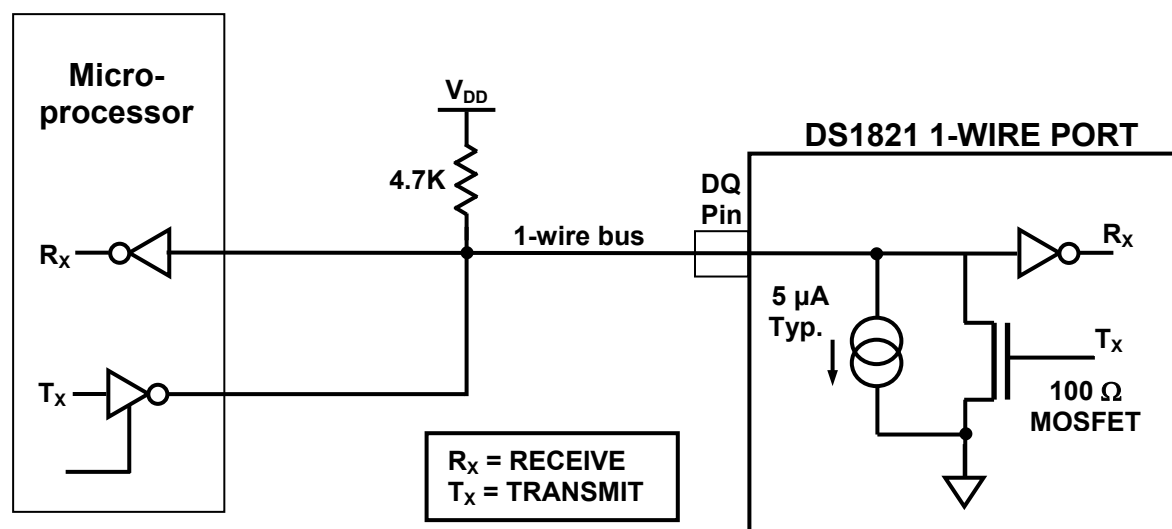 Micro-
processor
V_DD
4.7K
DS1821 1-WIRE PORT
DQ
Pin
1-wire bus
R_X
R_X
5 µA
Typ.
T_X
T_X
100 Ω
MOSFET
R_X = RECEIVE
T_X = TRANSMIT